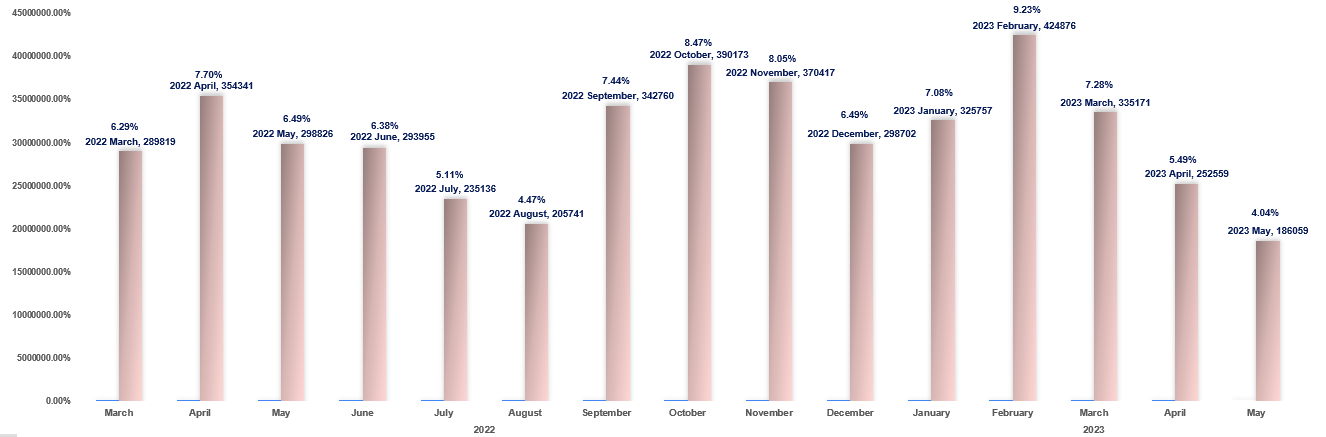 45000000.00%
40000000.00%
35000000.00%
30000000.00%
25000000.00%
20000000.00%
15000000.00%
10000000.00%
5000000.00%
0.00%
6.29%
2022 March, 289819
7.70%
2022 April, 354341
6.49%
2022 May, 298826
6.38%
2022 June, 293955
5.11%
2022 July, 235136
4.47%
2022 August, 205741
7.44%
2022 September, 342760
8.47%
2022 October, 390173
8.05%
2022 November, 370417
6.49%
2022 December, 298702
7.08%
2023 January, 325757
9.23%
2023 February, 424876
7.28%
2023 March, 335171
5.49%
2023 April, 252559
4.04%
2023 May, 186059
March April May June July August September October November December January February March April May
2022 2023